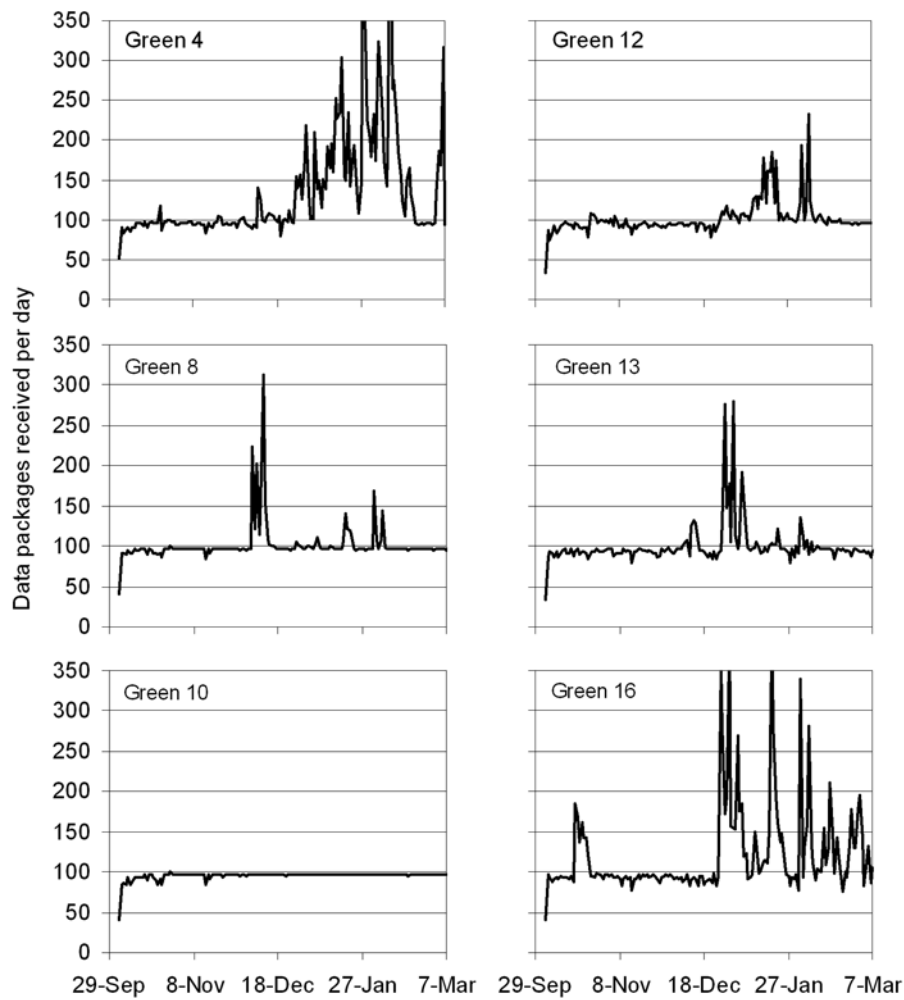 Data packages received per day
Green 4
350
300
250
200
150
100
50
0
Green 12
Green 8
350
300
250
200
150
100
50
0
Green 13
Green 10
350
300
250
200
150
100
50
0
29-Sep 8-Nov 18-Dec 27-Jan 7-Mar
Green 16
29-Sep 8-Nov 18-Dec 27-Jan 7-Mar